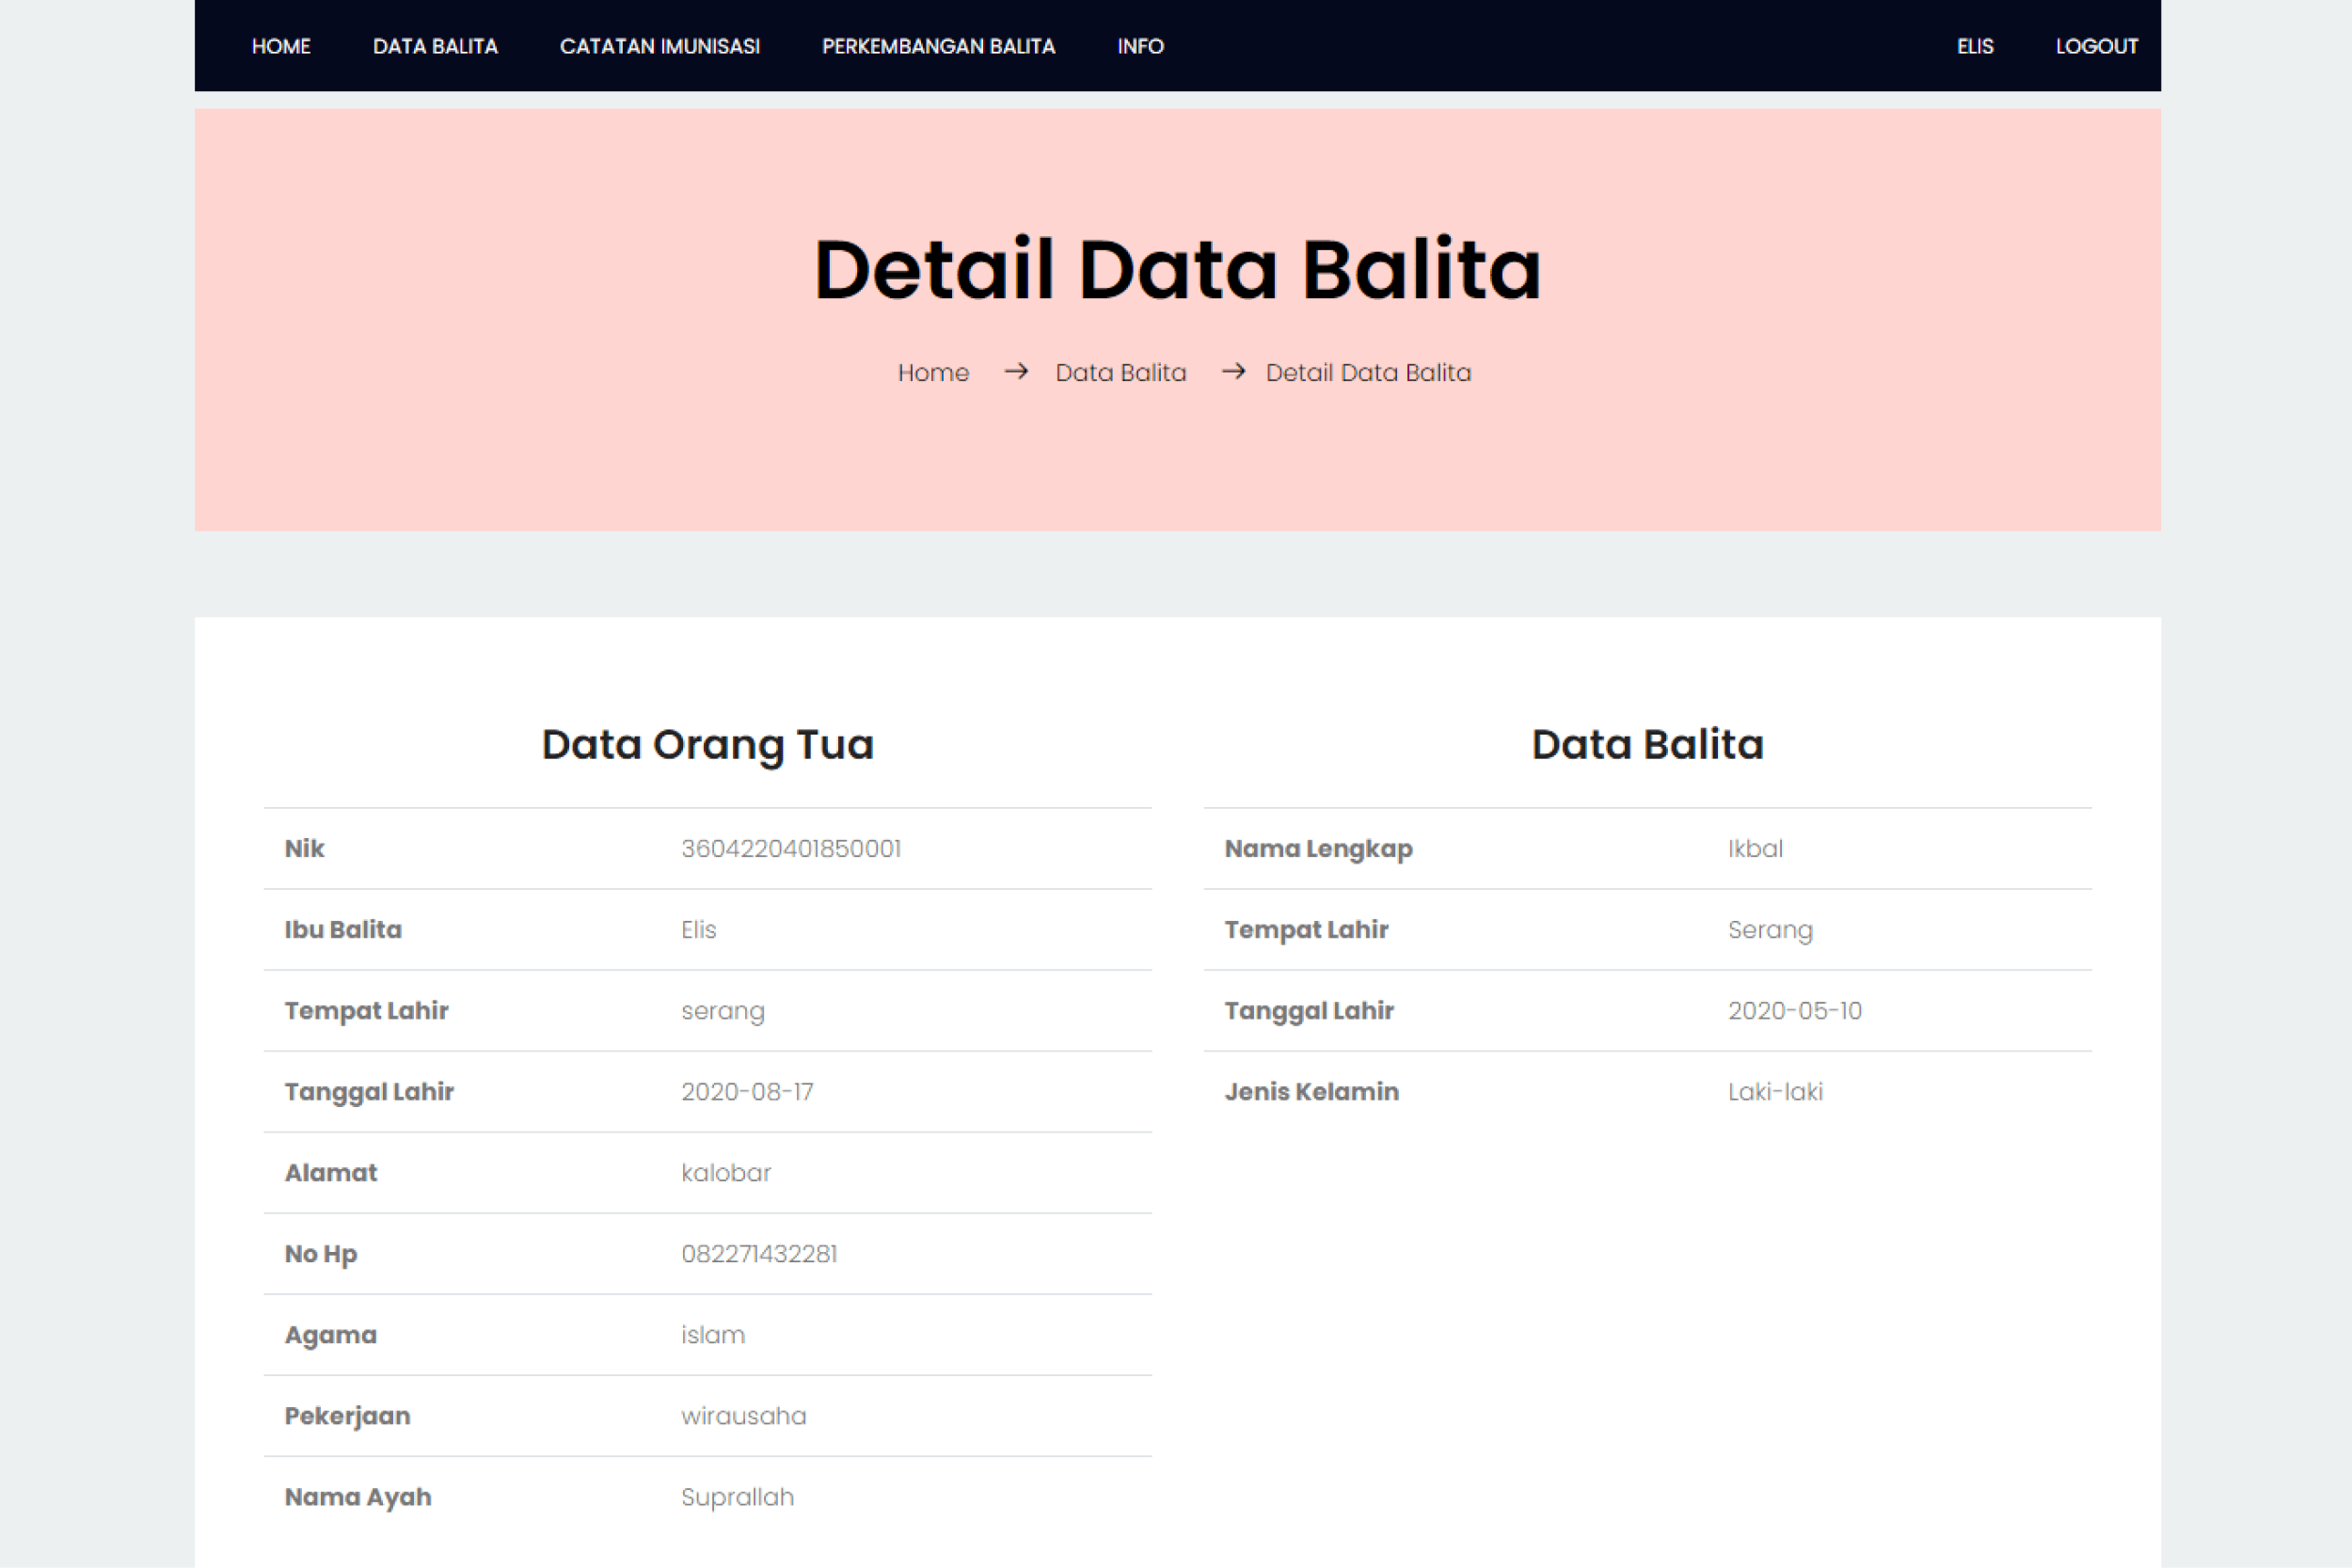 HOME DATA BALITA CATATAN IMUNISASI PERKEMBANGAN BALITA INFO ELIS LOGOUT
Detail Data Balita
Home → Data Balita → Detail Data Balita
Data Orang Tua
Nik 3604220401850001
Ibu Balita Elis
Tempat Lahir serang
Tanggal Lahir 2020-08-17
Alamat kalobar
No Hp 082271432281
Agama islam
Pekerjaan wirausaha
Nama Ayah Suprallah
Data Balita
Nama Lengkap Ikbal
Tempat Lahir Serang
Tanggal Lahir 2020-05-10
Jenis Kelamin Laki-laki